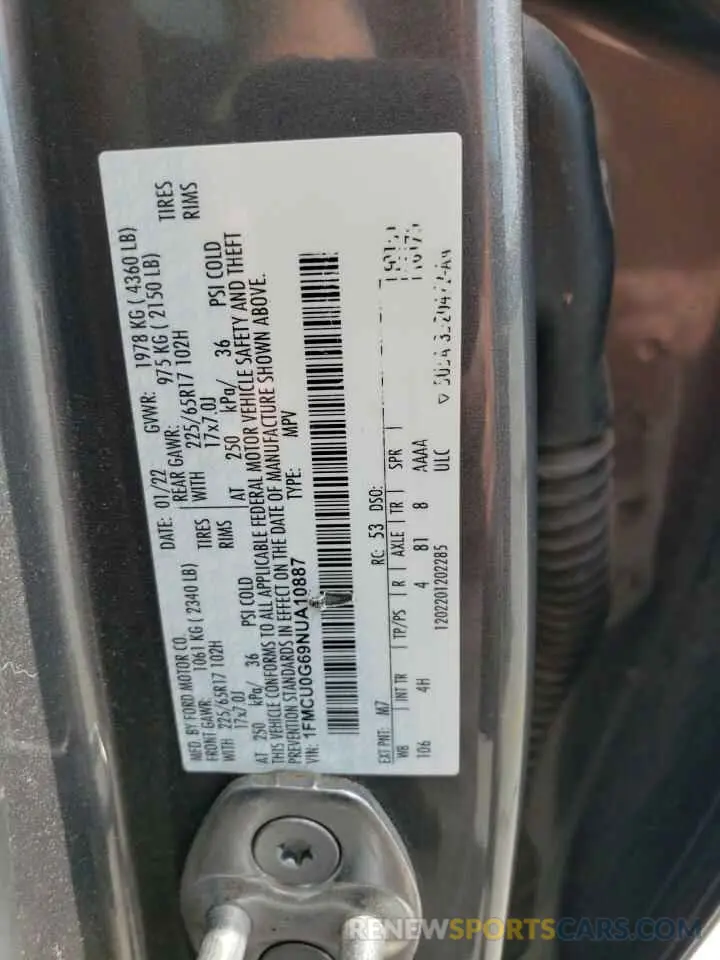 MFD. BY FORD MOTOR CO. DATE: 01/22 GVWR: 1978 KG ( 4360 LB)
FRONT GAWR: 1061 KG ( 2340 LB) REAR GAWR: 975 KG ( 2150 LB)
WITH 225/65R17 102H TIRES WITH 225/65R17 102H TIRES
17x7.0J RIMS 17x7.0J RIMS
AT 250 kPa/ 36 PSI COLD AT 250 kPa/ 36 PSI COLD
THIS VEHICLE CONFORMS TO ALL APPLICABLE FEDERAL MOTOR VEHICLE SAFETY AND THEFT
PREVENTION STANDARDS IN EFFECT ON THE DATE OF MANUFACTURE SHOWN ABOVE.
VIN: 1FMCU0G69NUA10887 TYPE: MPV
EXT PNT: M7 RC: 53 DSO:
WB INT TR TP/PS R AXLE TR SPR
106 4H 4 81 8 AAAA
1202201202285 ULC
RENEWSPORTSCARS.COM